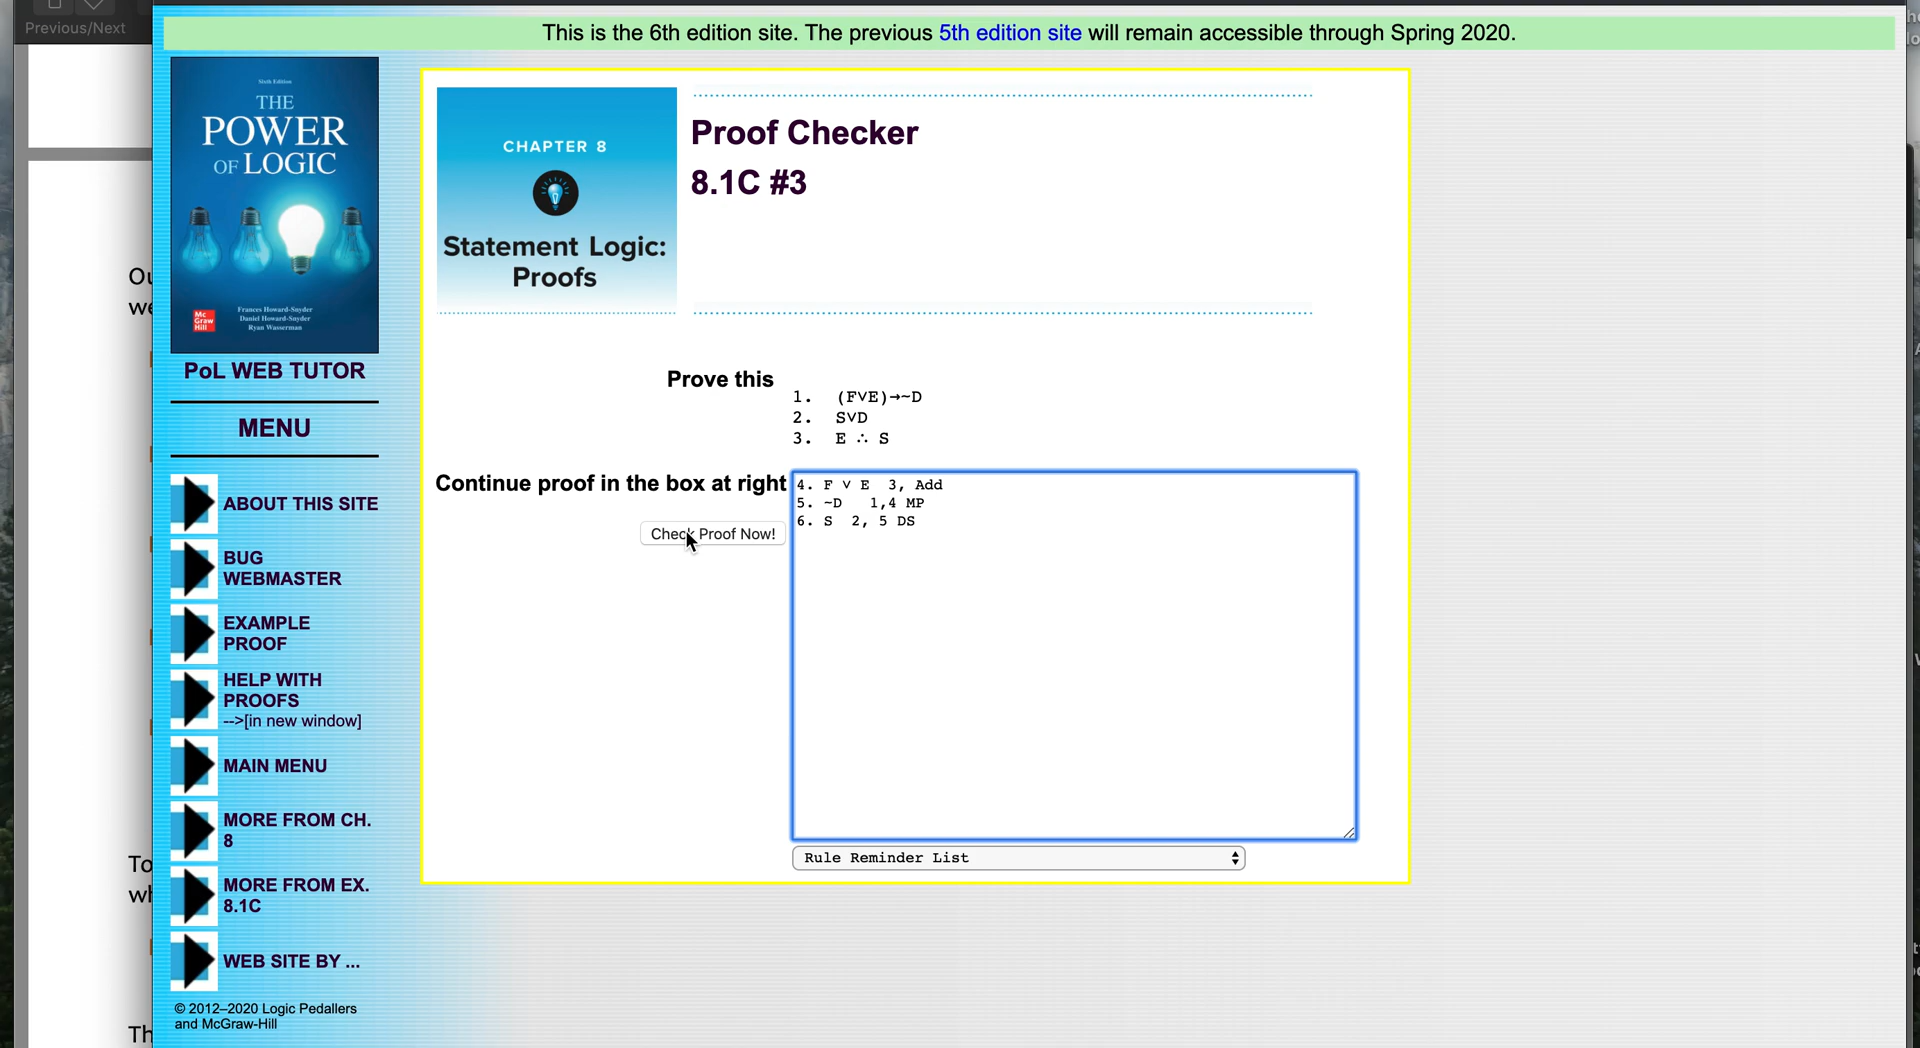 Previous/Next
This is the 6th edition site. The previous 5th edition site will remain accessible through Spring 2020.
Sixth Edition
THE
POWER
OF LOGIC
Mc
Graw
Hill
Frances Howard-Snyder
Daniel Howard-Snyder
Ryan Wasserman
PoL WEB TUTOR
MENU
ABOUT THIS SITE
BUG
WEBMASTER
EXAMPLE
PROOF
HELP WITH
PROOFS
-->[in new window]
MAIN MENU
MORE FROM CH.
8
MORE FROM EX.
8.1C
WEB SITE BY ...
© 2012–2020 Logic Pedallers
and McGraw-Hill
CHAPTER 8
Statement Logic:
Proofs
Proof Checker
8.1C #3
Prove this
1. (F∨E)→~D
2. S∨D
3. E ∴ S
Continue proof in the box at right
Check Proof Now!
4. F ∨ E 3, Add
5. ~D 1,4 MP
6. S 2, 5 DS
Rule Reminder List